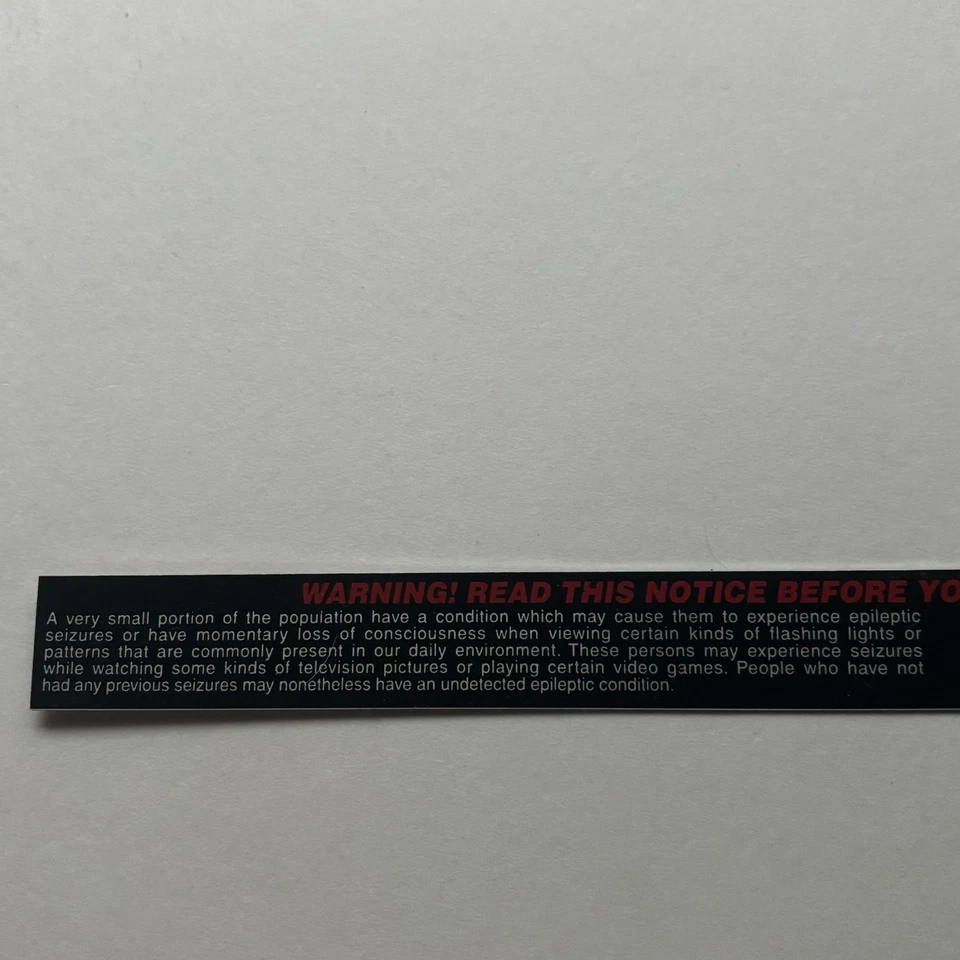 WARNING! READ THIS NOTICE BEFORE YO
A very small portion of the population have a condition which may cause them to experience epileptic
seizures or have momentary loss of consciousness when viewing certain kinds of flashing lights or
patterns that are commonly present in our daily environment. These persons may experience seizures
while watching some kinds of television pictures or playing certain video games. People who have not
had any previous seizures may nonetheless have an undetected epileptic condition.